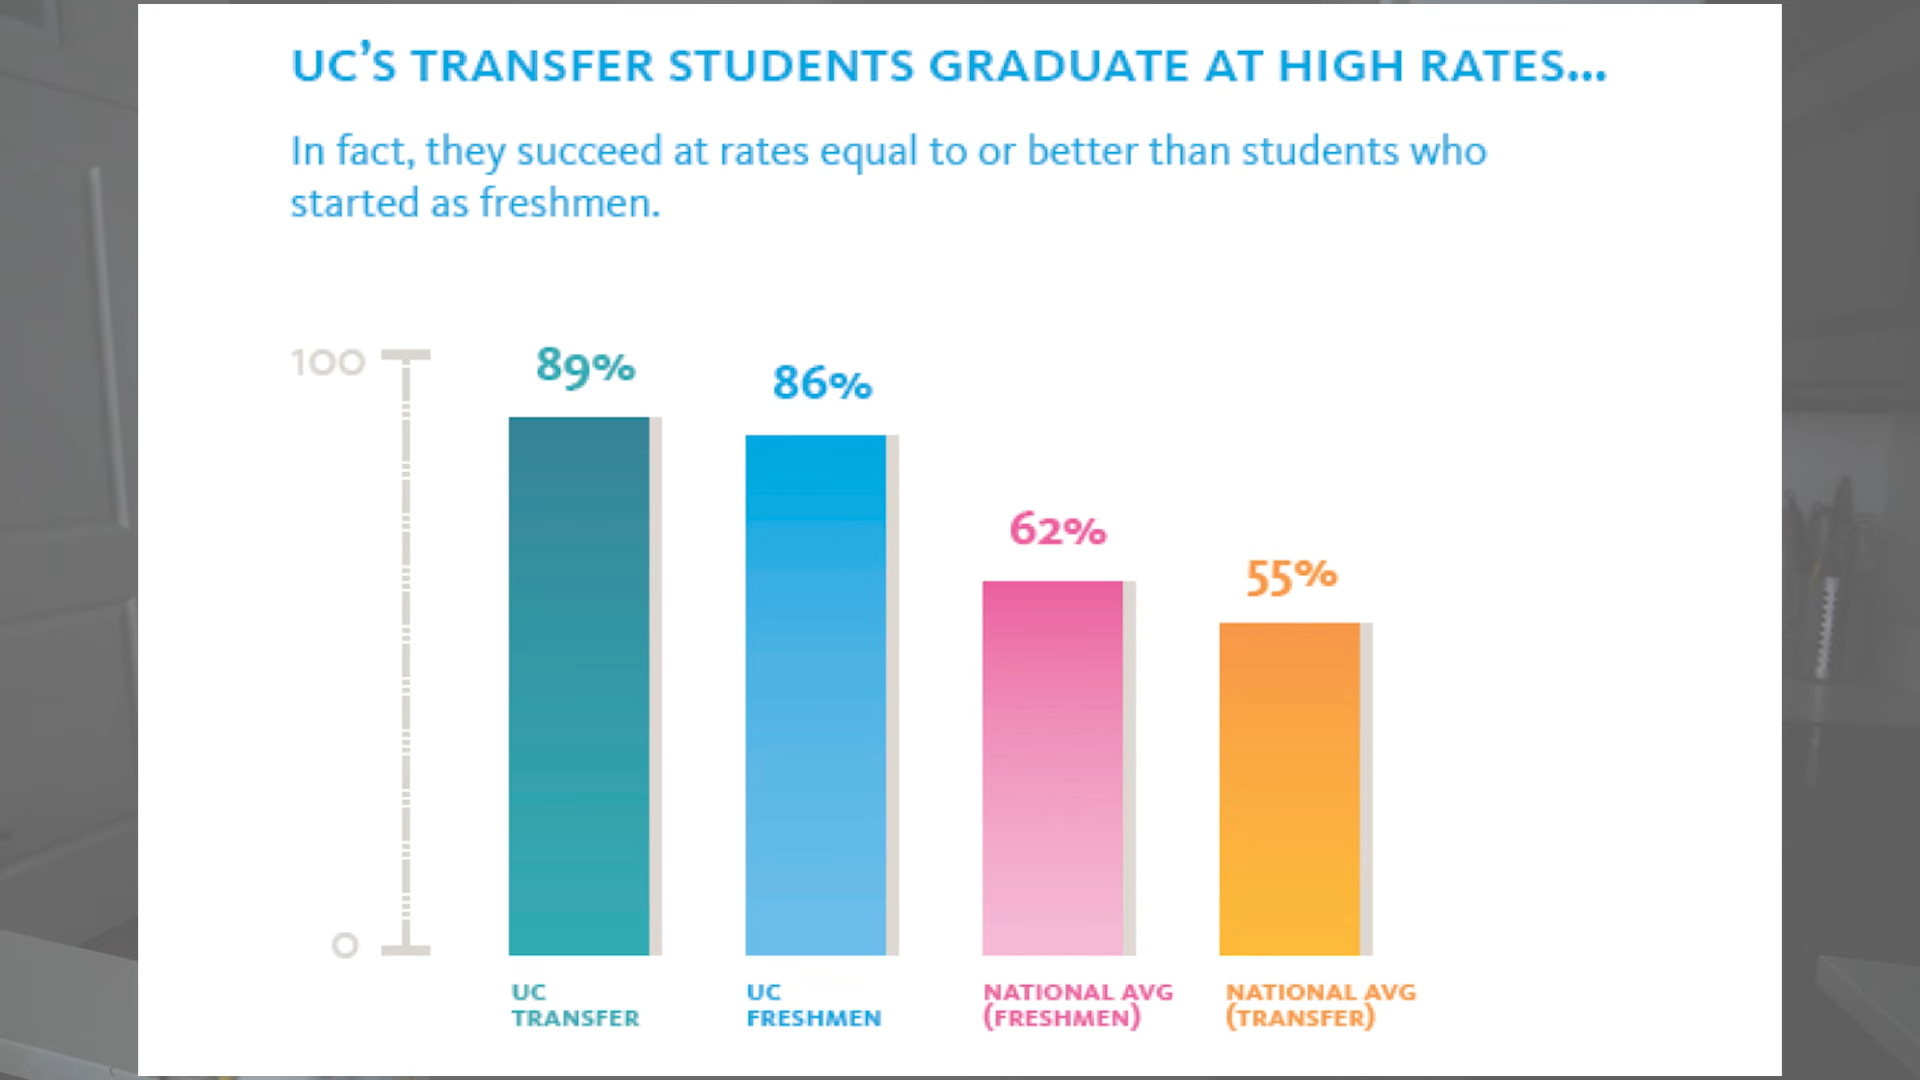 UC'S TRANSFER STUDENTS GRADUATE AT HIGH RATES...
In fact, they succeed at rates equal to or better than students who
started as freshmen.
100
89%
86%
62%
55%
0
UC
TRANSFER
UC
FRESHMEN
NATIONAL AVG
(FRESHMEN)
NATIONAL AVG
(TRANSFER)